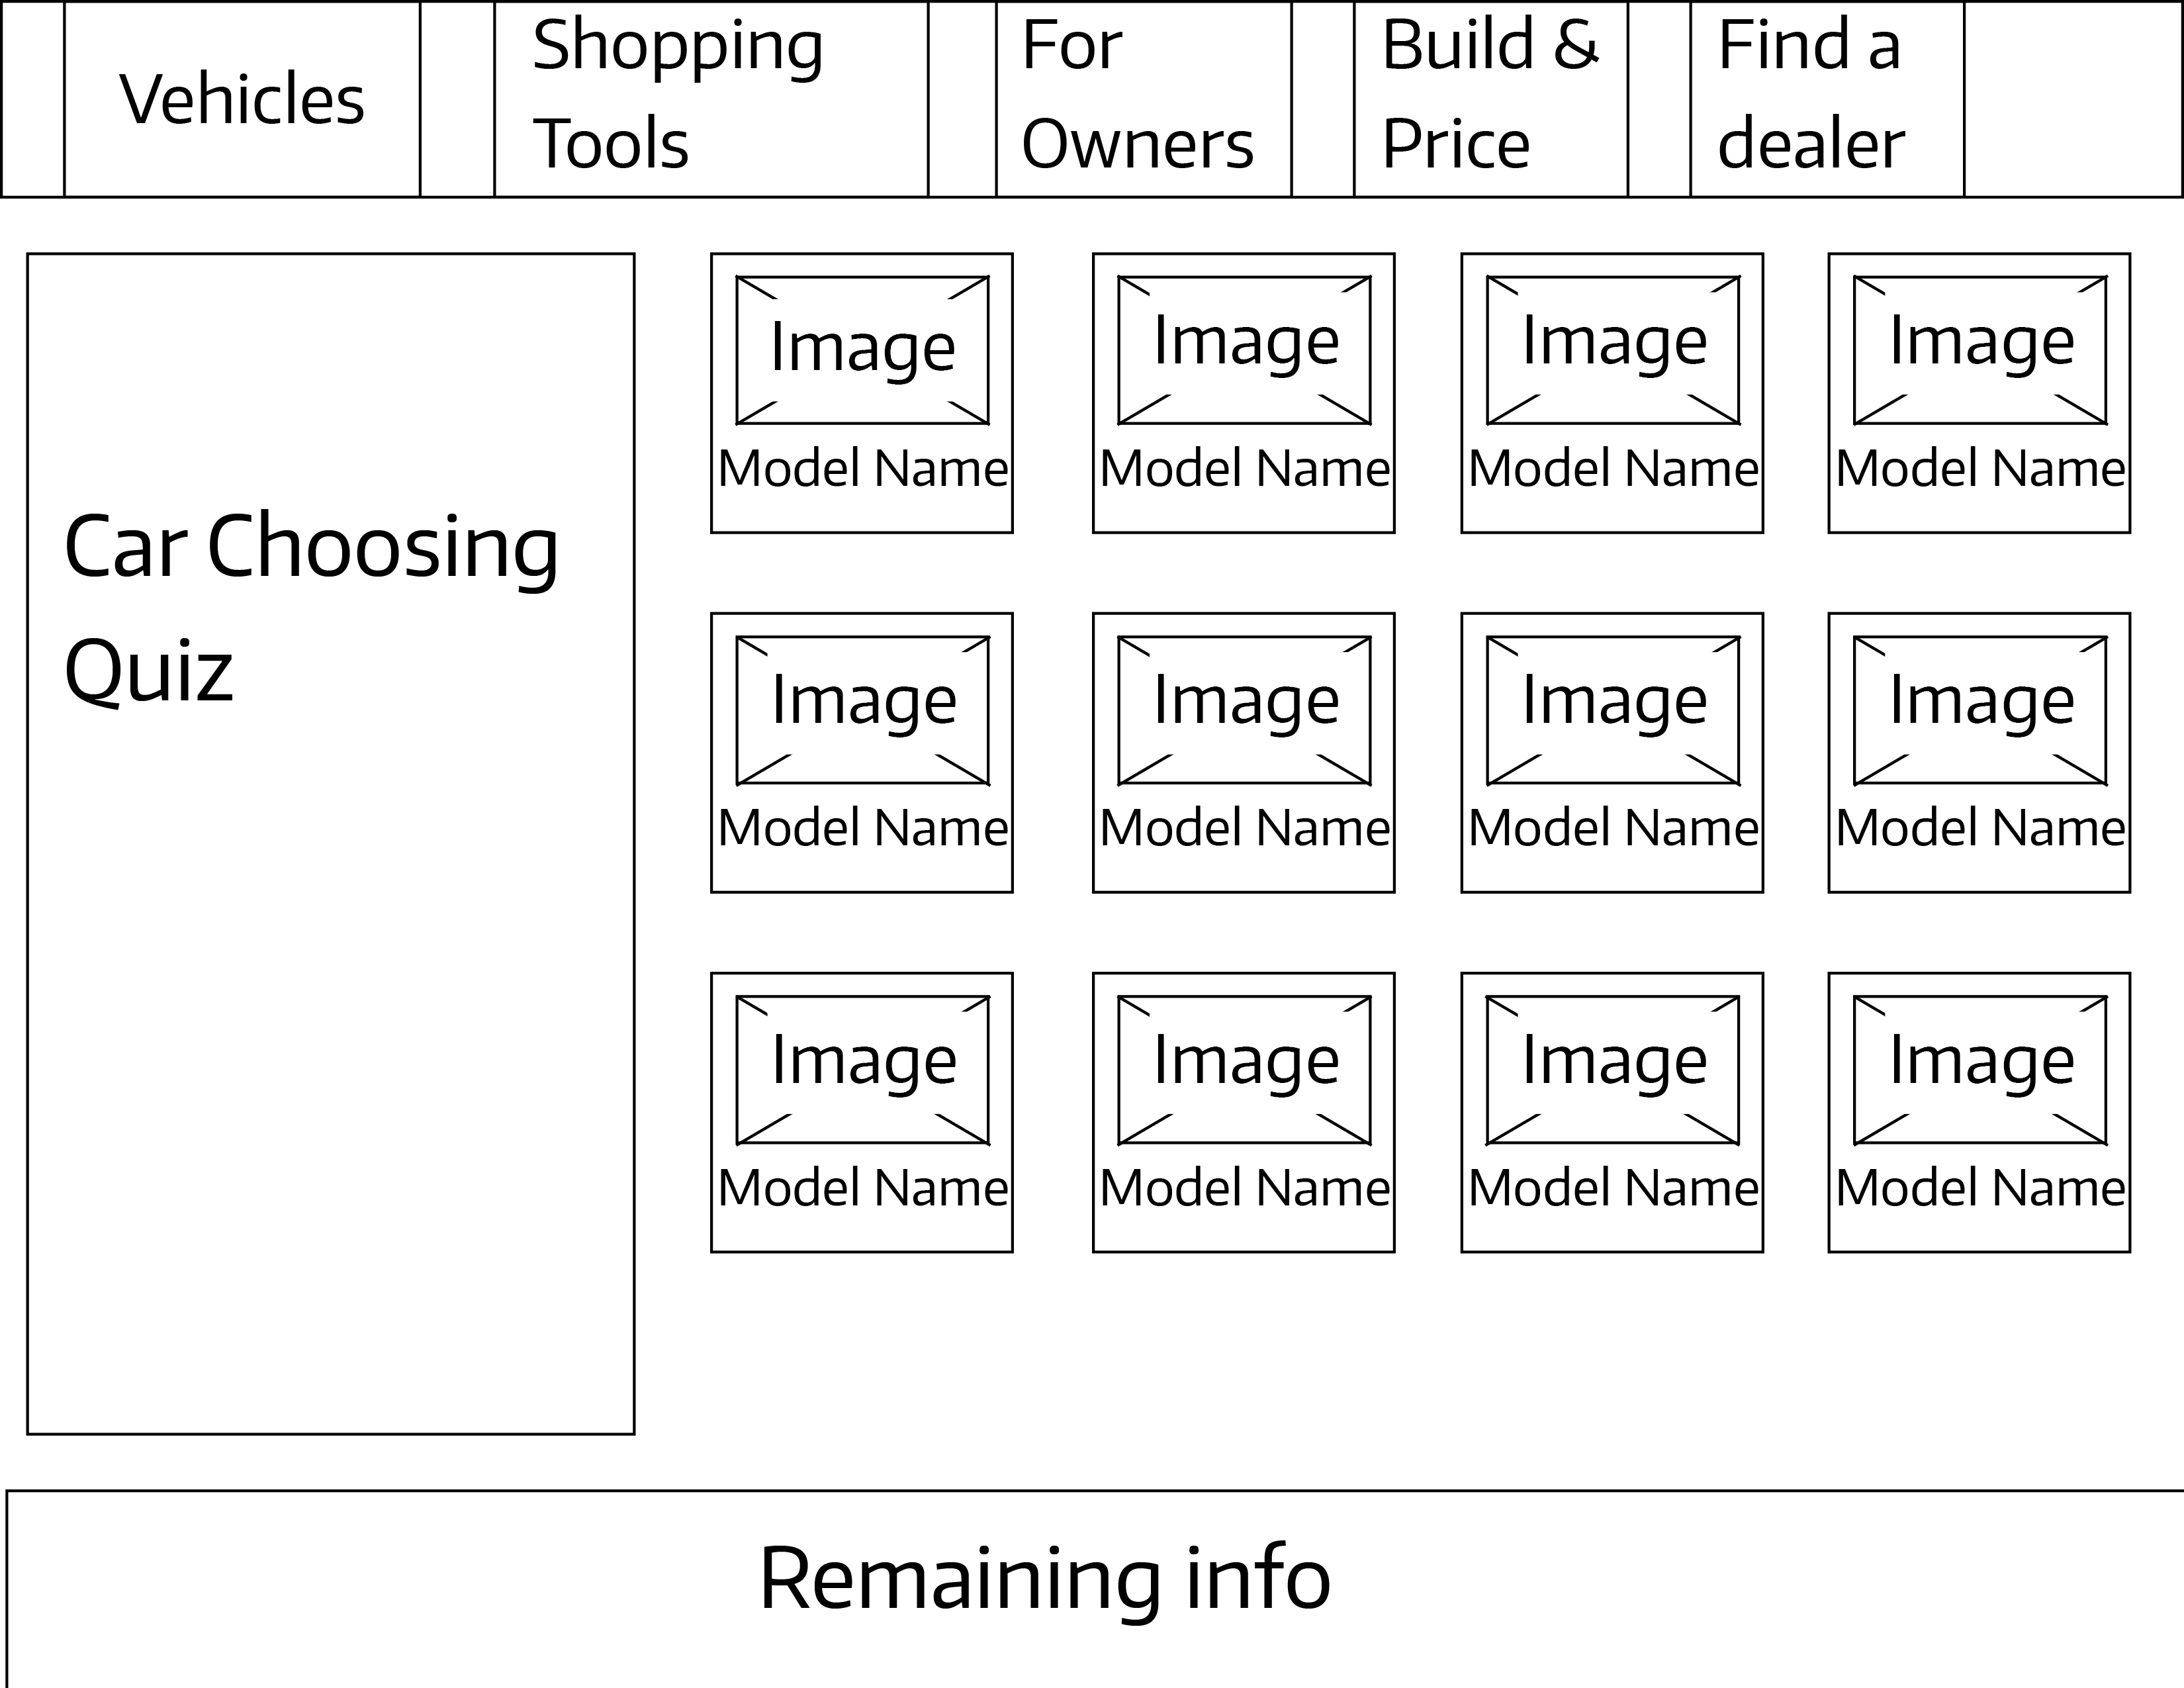 Vehicles
Shopping
Tools
For
Owners
Build &
Price
Find a
dealer
Car Choosing
Quiz
Image
Model Name
Image
Model Name
Image
Model Name
Image
Model Name
Image
Model Name
Image
Model Name
Image
Model Name
Image
Model Name
Image
Model Name
Image
Model Name
Image
Model Name
Image
Model Name
Remaining info